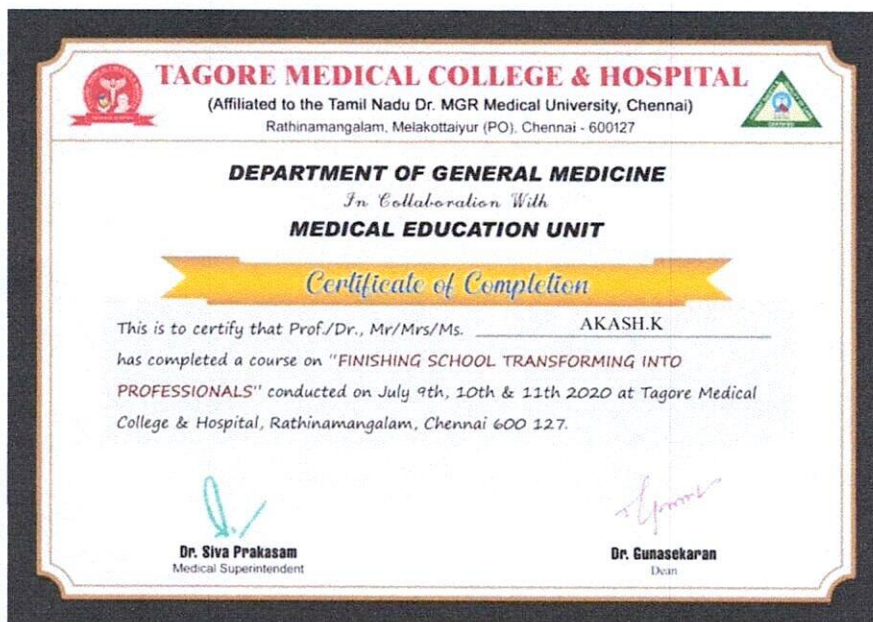 TAGORE MEDICAL COLLEGE & HOSPITAL
(Affiliated to the Tamil Nadu Dr. MGR Medical University, Chennai)
Rathinamangalam, Melakottaiyur (PO), Chennai - 600127
DEPARTMENT OF GENERAL MEDICINE
In Collaboration With
MEDICAL EDUCATION UNIT
Certificate of Completion
This is to certify that Prof./Dr., Mr/Mrs/Ms. AKASH.K
has completed a course on "FINISHING SCHOOL TRANSFORMING INTO
PROFESSIONALS" conducted on July 9th, 10th & 11th 2020 at Tagore Medical
College & Hospital, Rathinamangalam, Chennai 600 127.
Dr. Siva Prakasam
Medical Superintendent
Dr. Gunasekaran
Dean